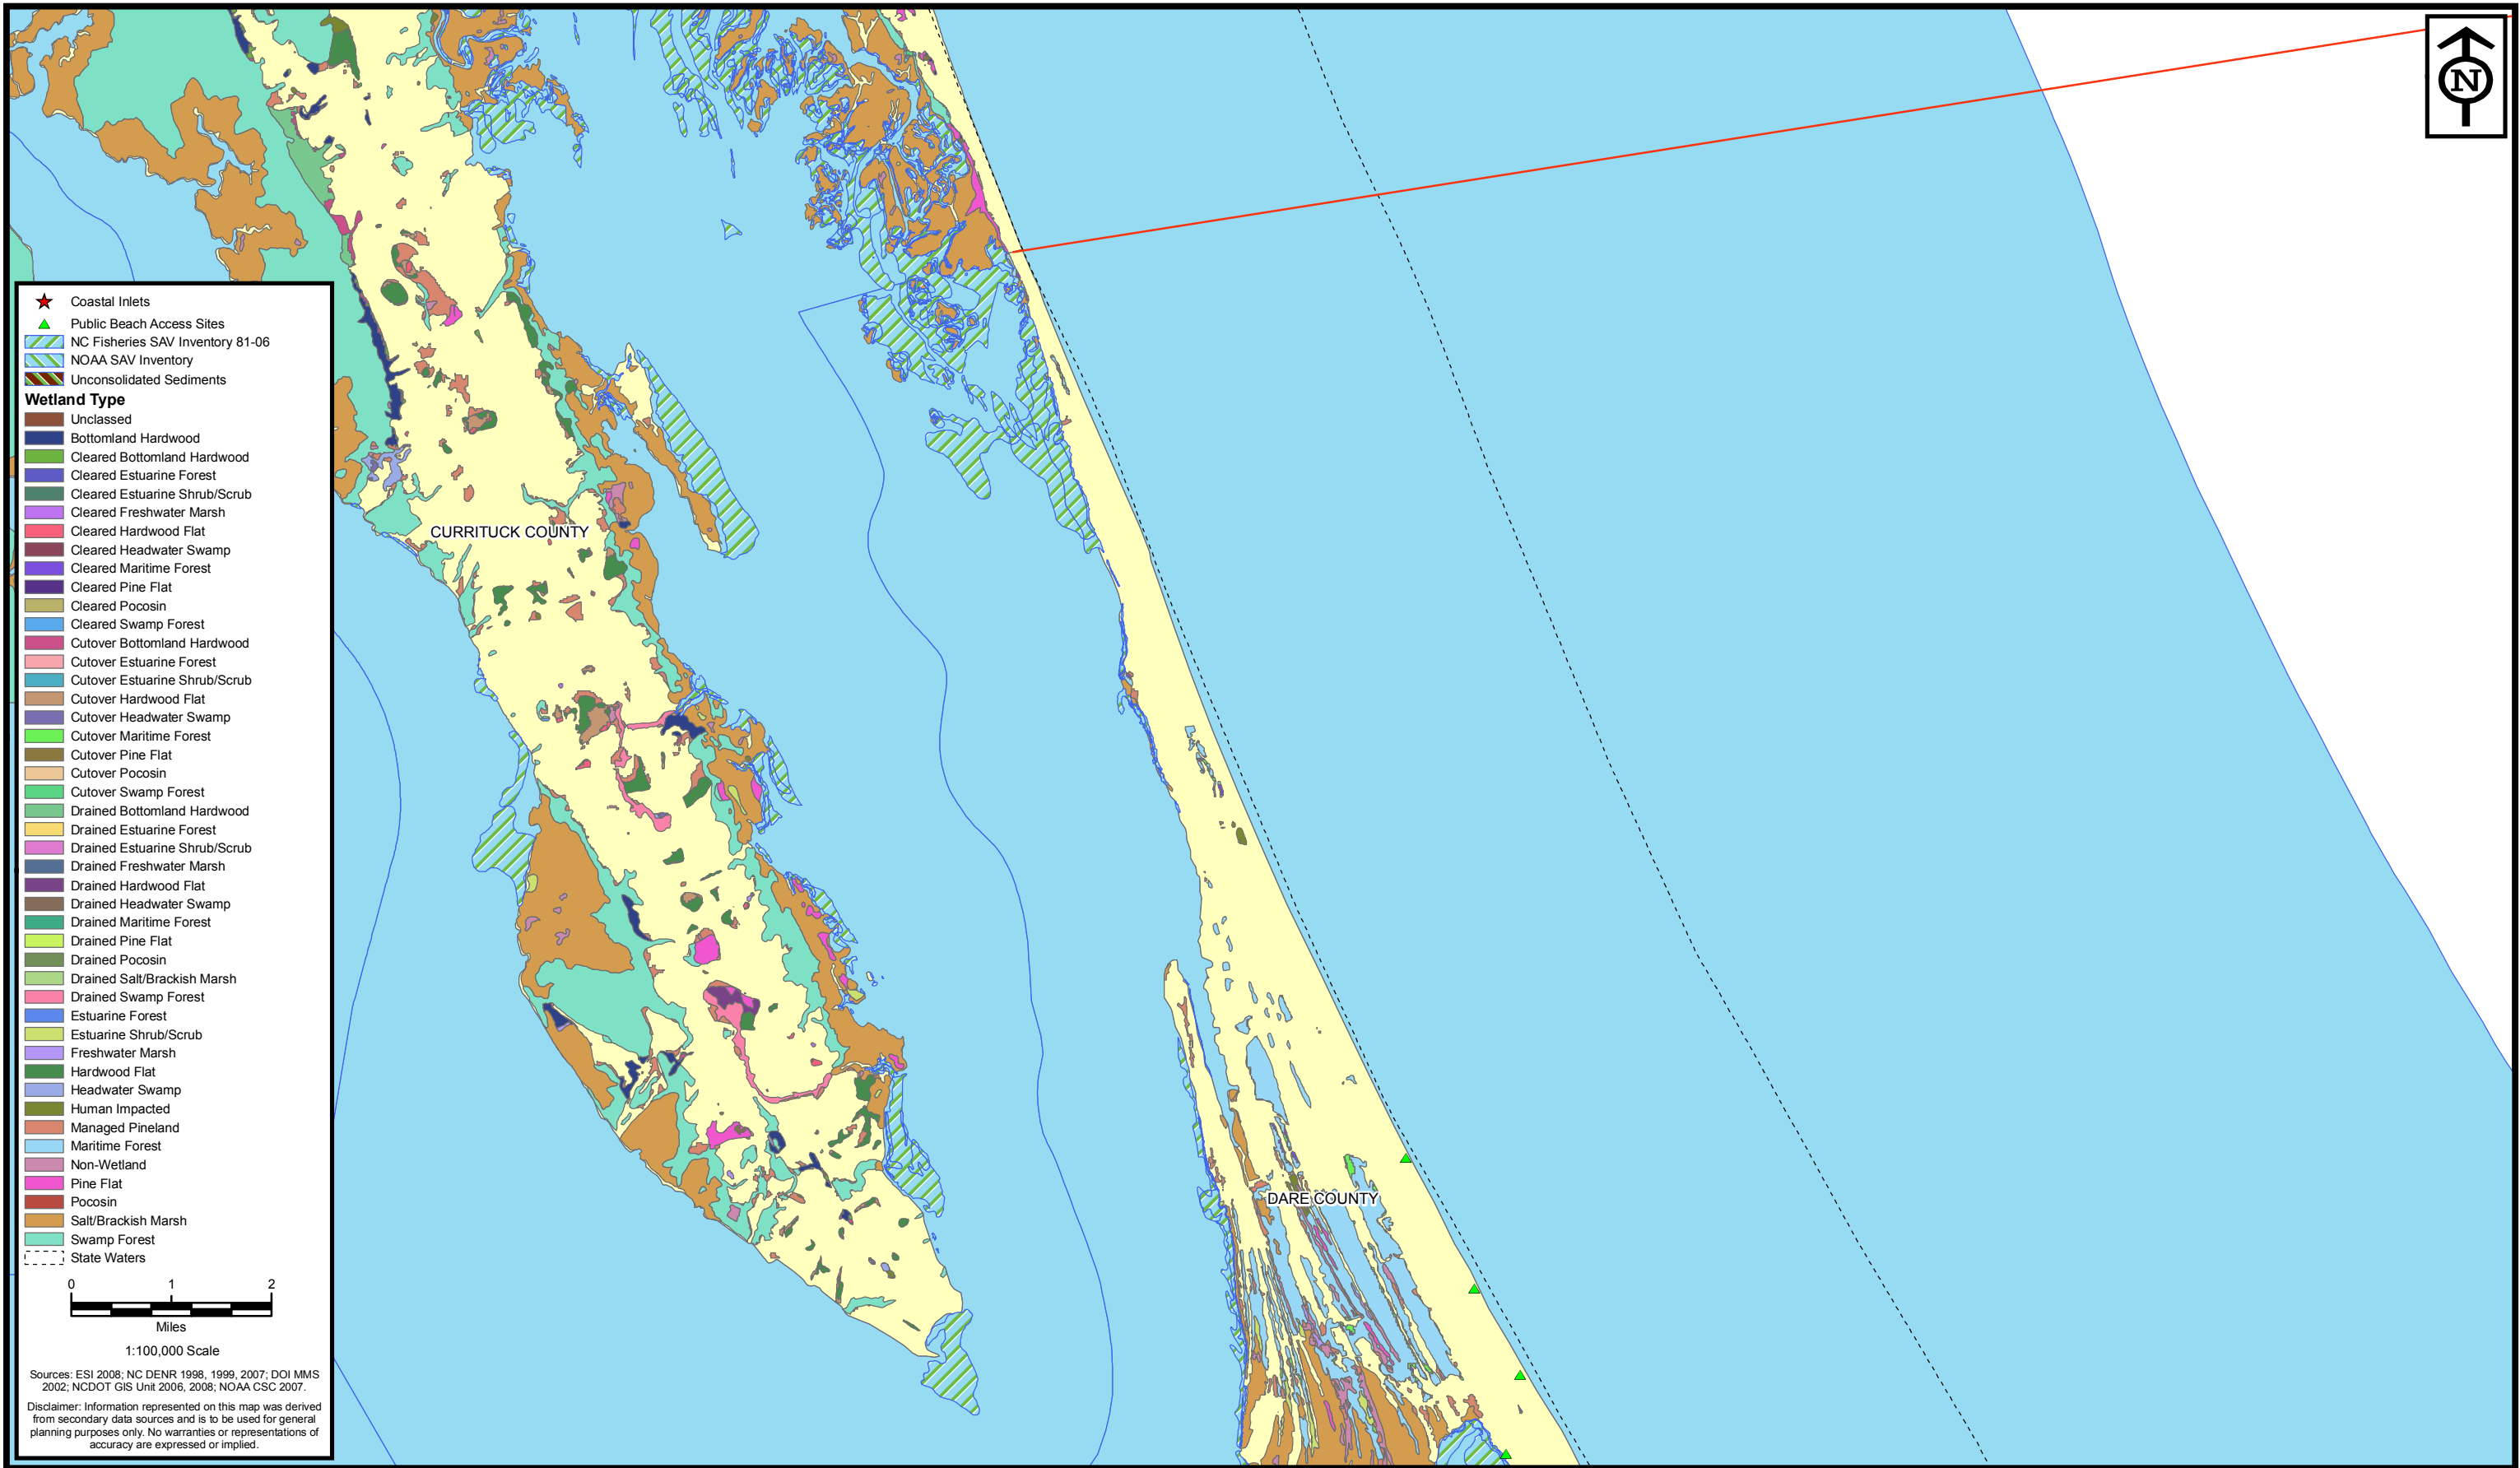 N
Coastal Inlets
Public Beach Access Sites
NC Fisheries SAV Inventory 81-06
NOAA SAV Inventory
Unconsolidated Sediments
Wetland Type
Unclassed
Bottomland Hardwood
Cleared Bottomland Hardwood
Cleared Estuarine Forest
Cleared Estuarine Shrub/Scrub
Cleared Freshwater Marsh
Cleared Hardwood Flat
Cleared Headwater Swamp
Cleared Maritime Forest
Cleared Pine Flat
Cleared Pocosin
Cleared Swamp Forest
Cutover Bottomland Hardwood
Cutover Estuarine Forest
Cutover Estuarine Shrub/Scrub
Cutover Hardwood Flat
Cutover Headwater Swamp
Cutover Maritime Forest
Cutover Pine Flat
Cutover Pocosin
Cutover Swamp Forest
Drained Bottomland Hardwood
Drained Estuarine Forest
Drained Estuarine Shrub/Scrub
Drained Freshwater Marsh
Drained Hardwood Flat
Drained Headwater Swamp
Drained Maritime Forest
Drained Pine Flat
Drained Pocosin
Drained Salt/Brackish Marsh
Drained Swamp Forest
Estuarine Forest
Estuarine Shrub/Scrub
Freshwater Marsh
Hardwood Flat
Headwater Swamp
Human Impacted
Managed Pineland
Maritime Forest
Non-Wetland
Pine Flat
Pocosin
Salt/Brackish Marsh
Swamp Forest
State Waters
0 1 2
Miles
1:100,000 Scale
Sources: ESI 2008; NC DENR 1998, 1999, 2007; DOI MMS
2002; NCDOT GIS Unit 2006, 2008; NOAA CSC 2007.
Disclaimer: Information represented on this map was derived
from secondary data sources and is to be used for general
planning purposes only. No warranties or representations of
accuracy are expressed or implied.
CURRITUCK COUNTY
DARE COUNTY